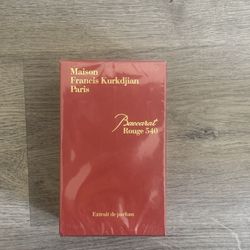 Maison
Francis Kurkdjian
Paris
Baccarat
Rouge 540
Extrait de parfum